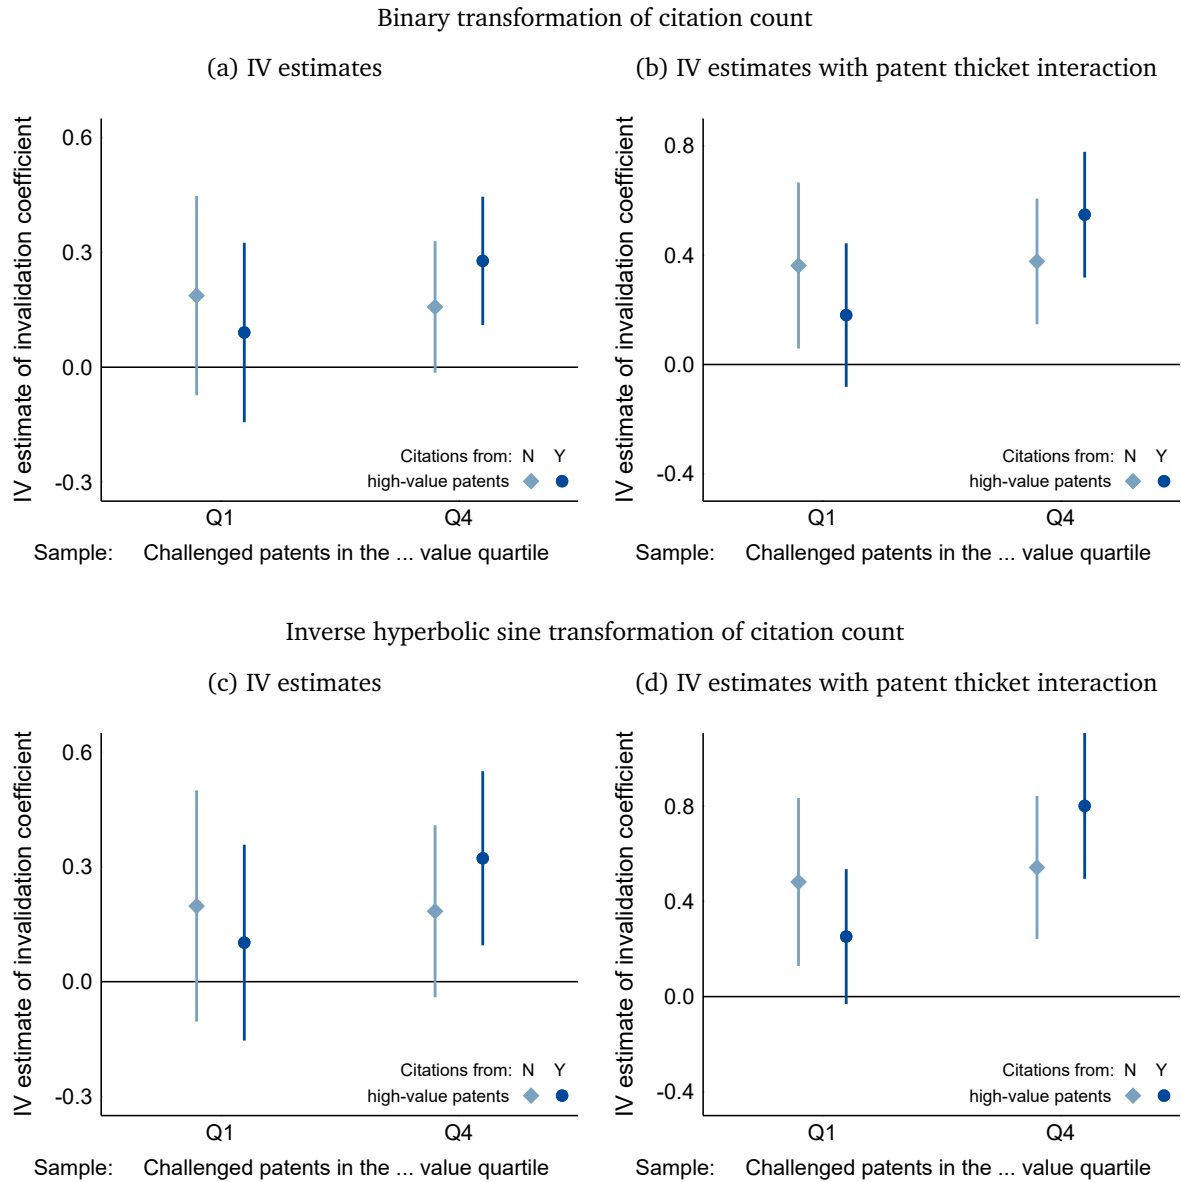 Binary transformation of citation count
(a) IV estimates
IV estimate of invalidation coefficient
0.6
0.3
0.0
-0.3
Citations from: N Y
high-value patents
Q1 Q4
Sample: Challenged patents in the ... value quartile
(b) IV estimates with patent thicket interaction
IV estimate of invalidation coefficient
0.8
0.4
0.0
-0.4
Citations from: N Y
high-value patents
Q1 Q4
Sample: Challenged patents in the ... value quartile
Inverse hyperbolic sine transformation of citation count
(c) IV estimates
IV estimate of invalidation coefficient
0.6
0.3
0.0
-0.3
Citations from: N Y
high-value patents
Q1 Q4
Sample: Challenged patents in the ... value quartile
(d) IV estimates with patent thicket interaction
IV estimate of invalidation coefficient
0.8
0.4
0.0
-0.4
Citations from: N Y
high-value patents
Q1 Q4
Sample: Challenged patents in the ... value quartile